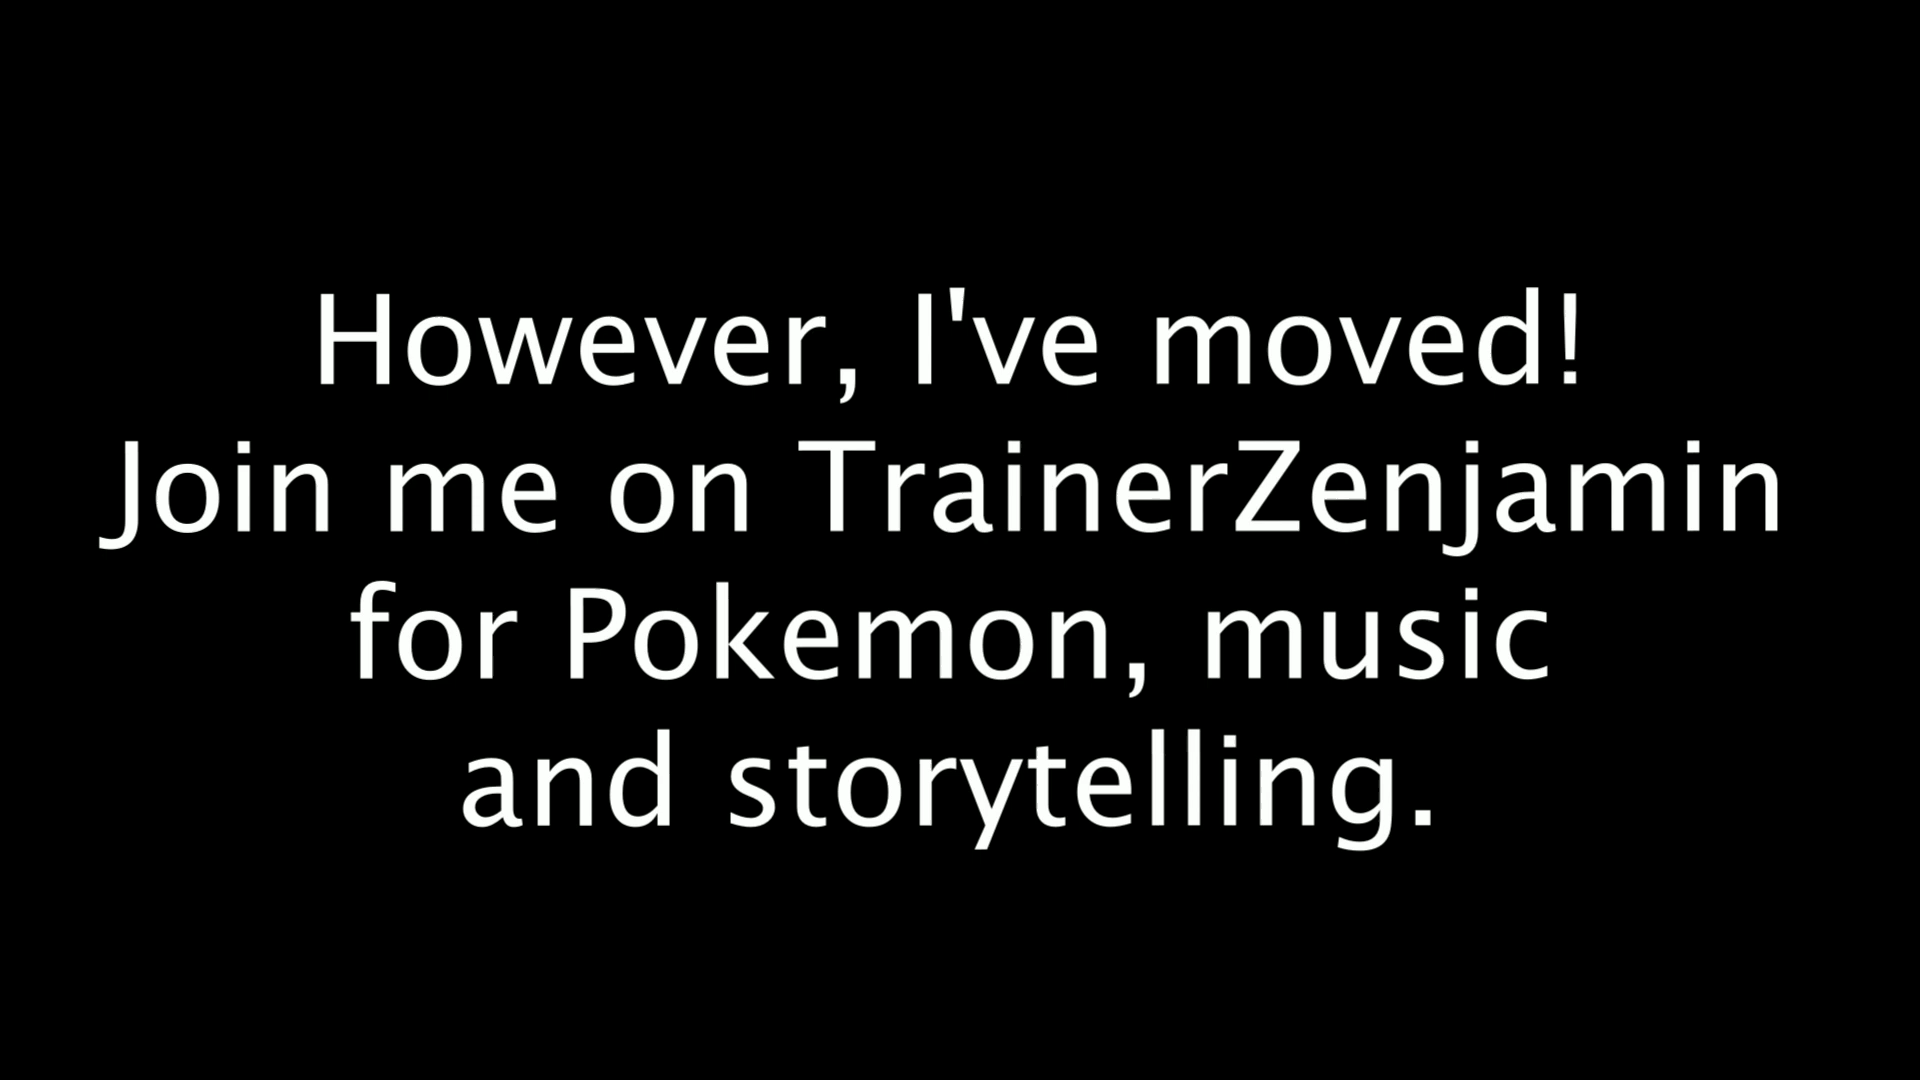 However, I've moved!
Join me on TrainerZenjamin
for Pokemon, music
and storytelling.